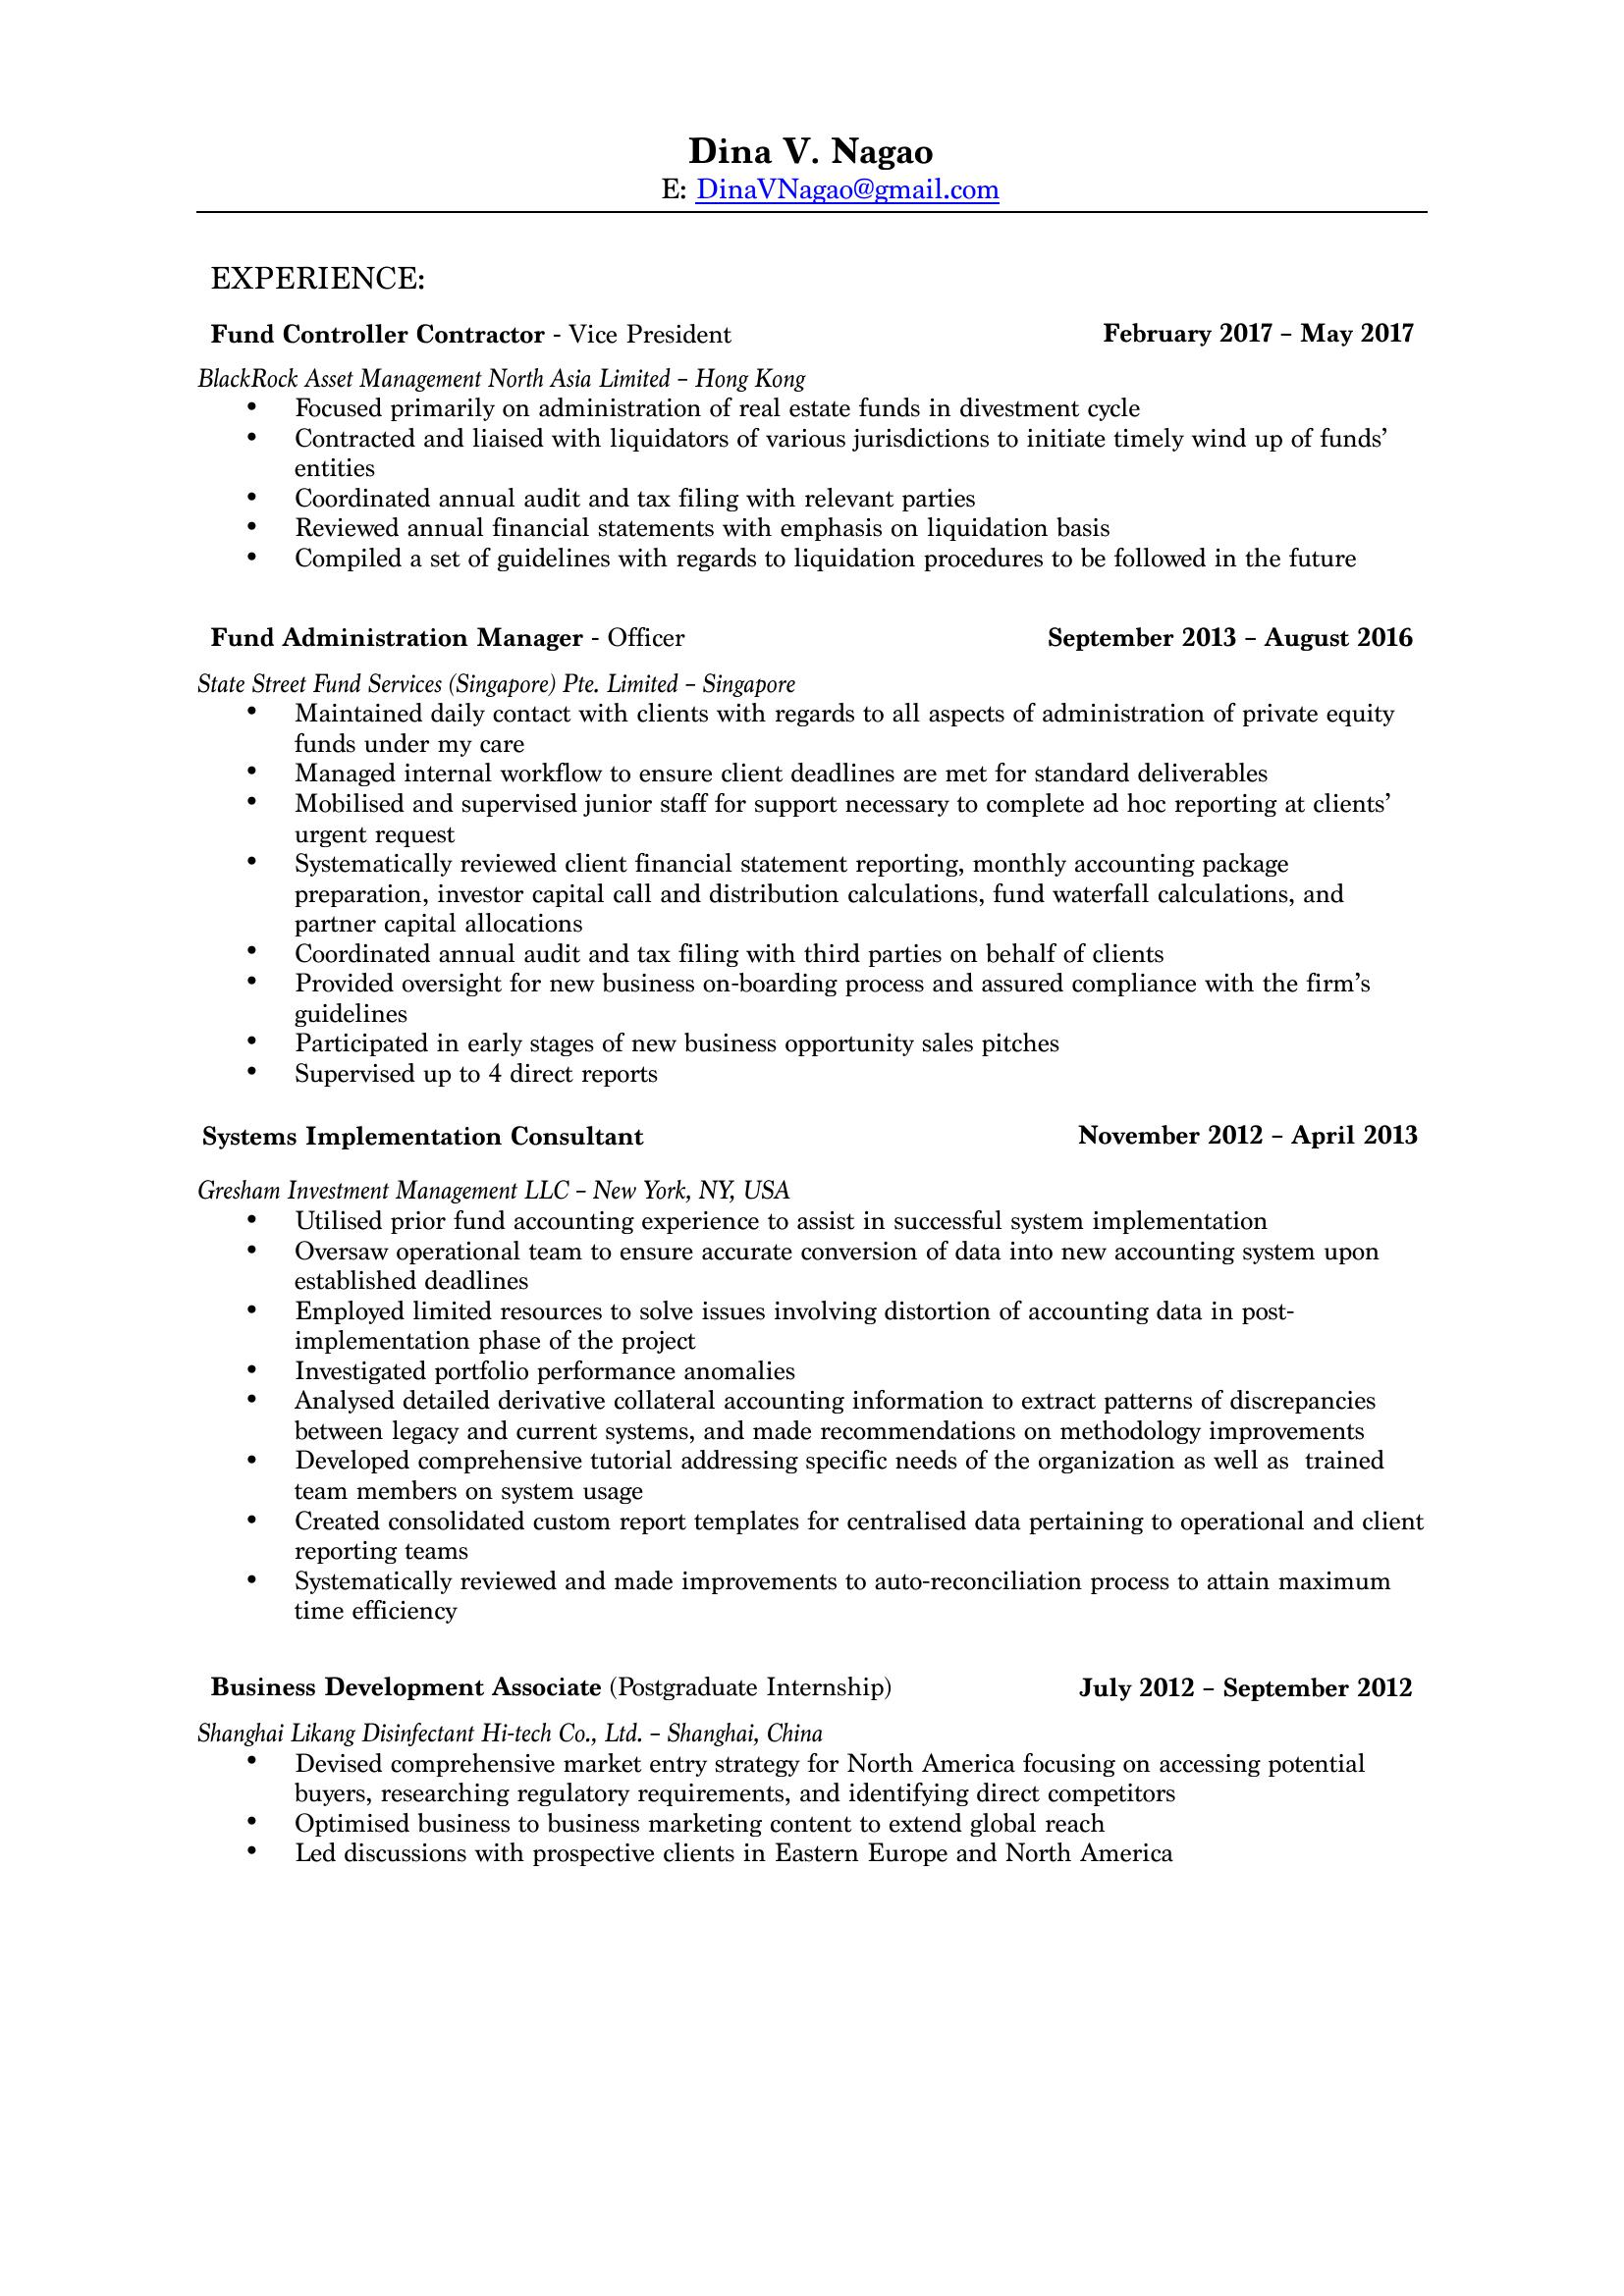 Dina V. Nagao
E: DinaVNagao@gmail.com
EXPERIENCE:
Fund Controller Contractor - Vice President February 2017 – May 2017
BlackRock Asset Management North Asia Limited – Hong Kong
• Focused primarily on administration of real estate funds in divestment cycle
• Contracted and liaised with liquidators of various jurisdictions to initiate timely wind up of funds’
entities
• Coordinated annual audit and tax filing with relevant parties
• Reviewed annual financial statements with emphasis on liquidation basis
• Compiled a set of guidelines with regards to liquidation procedures to be followed in the future
Fund Administration Manager - Officer September 2013 – August 2016
State Street Fund Services (Singapore) Pte. Limited – Singapore
• Maintained daily contact with clients with regards to all aspects of administration of private equity
funds under my care
• Managed internal workflow to ensure client deadlines are met for standard deliverables
• Mobilised and supervised junior staff for support necessary to complete ad hoc reporting at clients’
urgent request
• Systematically reviewed client financial statement reporting, monthly accounting package
preparation, investor capital call and distribution calculations, fund waterfall calculations, and
partner capital allocations
• Coordinated annual audit and tax filing with third parties on behalf of clients
• Provided oversight for new business on-boarding process and assured compliance with the firm’s
guidelines
• Participated in early stages of new business opportunity sales pitches
• Supervised up to 4 direct reports
Systems Implementation Consultant November 2012 – April 2013
Gresham Investment Management LLC – New York, NY, USA
• Utilised prior fund accounting experience to assist in successful system implementation
• Oversaw operational team to ensure accurate conversion of data into new accounting system upon
established deadlines
• Employed limited resources to solve issues involving distortion of accounting data in post-
implementation phase of the project
• Investigated portfolio performance anomalies
• Analysed detailed derivative collateral accounting information to extract patterns of discrepancies
between legacy and current systems, and made recommendations on methodology improvements
• Developed comprehensive tutorial addressing specific needs of the organization as well as  trained
team members on system usage
• Created consolidated custom report templates for centralised data pertaining to operational and client
reporting teams
• Systematically reviewed and made improvements to auto-reconciliation process to attain maximum
time efficiency
Business Development Associate (Postgraduate Internship) July 2012 – September 2012
Shanghai Likang Disinfectant Hi-tech Co., Ltd. – Shanghai, China
• Devised comprehensive market entry strategy for North America focusing on accessing potential
buyers, researching regulatory requirements, and identifying direct competitors
• Optimised business to business marketing content to extend global reach
• Led discussions with prospective clients in Eastern Europe and North America